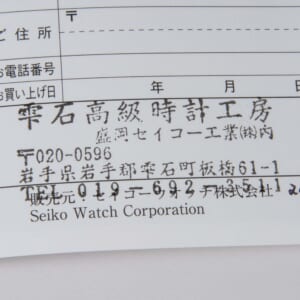 〒
ご住所
お電話番号
お買い上げ日 年 月
雫石高級時計工房
盛岡セイコー工業㈱内
〒020-0596
岩手県岩手郡雫石町板橋61-1
TEL 019-692-3511
販売元：セイコーウオッチ株式会社
Seiko Watch Corporation